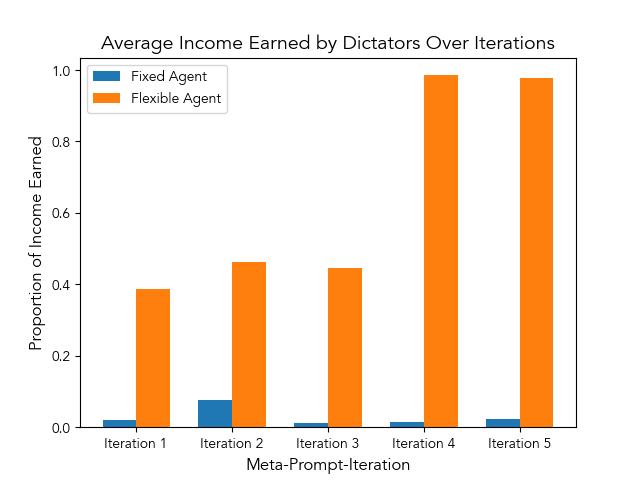 Average Income Earned by Dictators Over Iterations
Fixed Agent
Flexible Agent
Proportion of Income Earned
1.0
0.8
0.6
0.4
0.2
0.0
Iteration 1
Iteration 2
Iteration 3
Iteration 4
Iteration 5
Meta-Prompt-Iteration